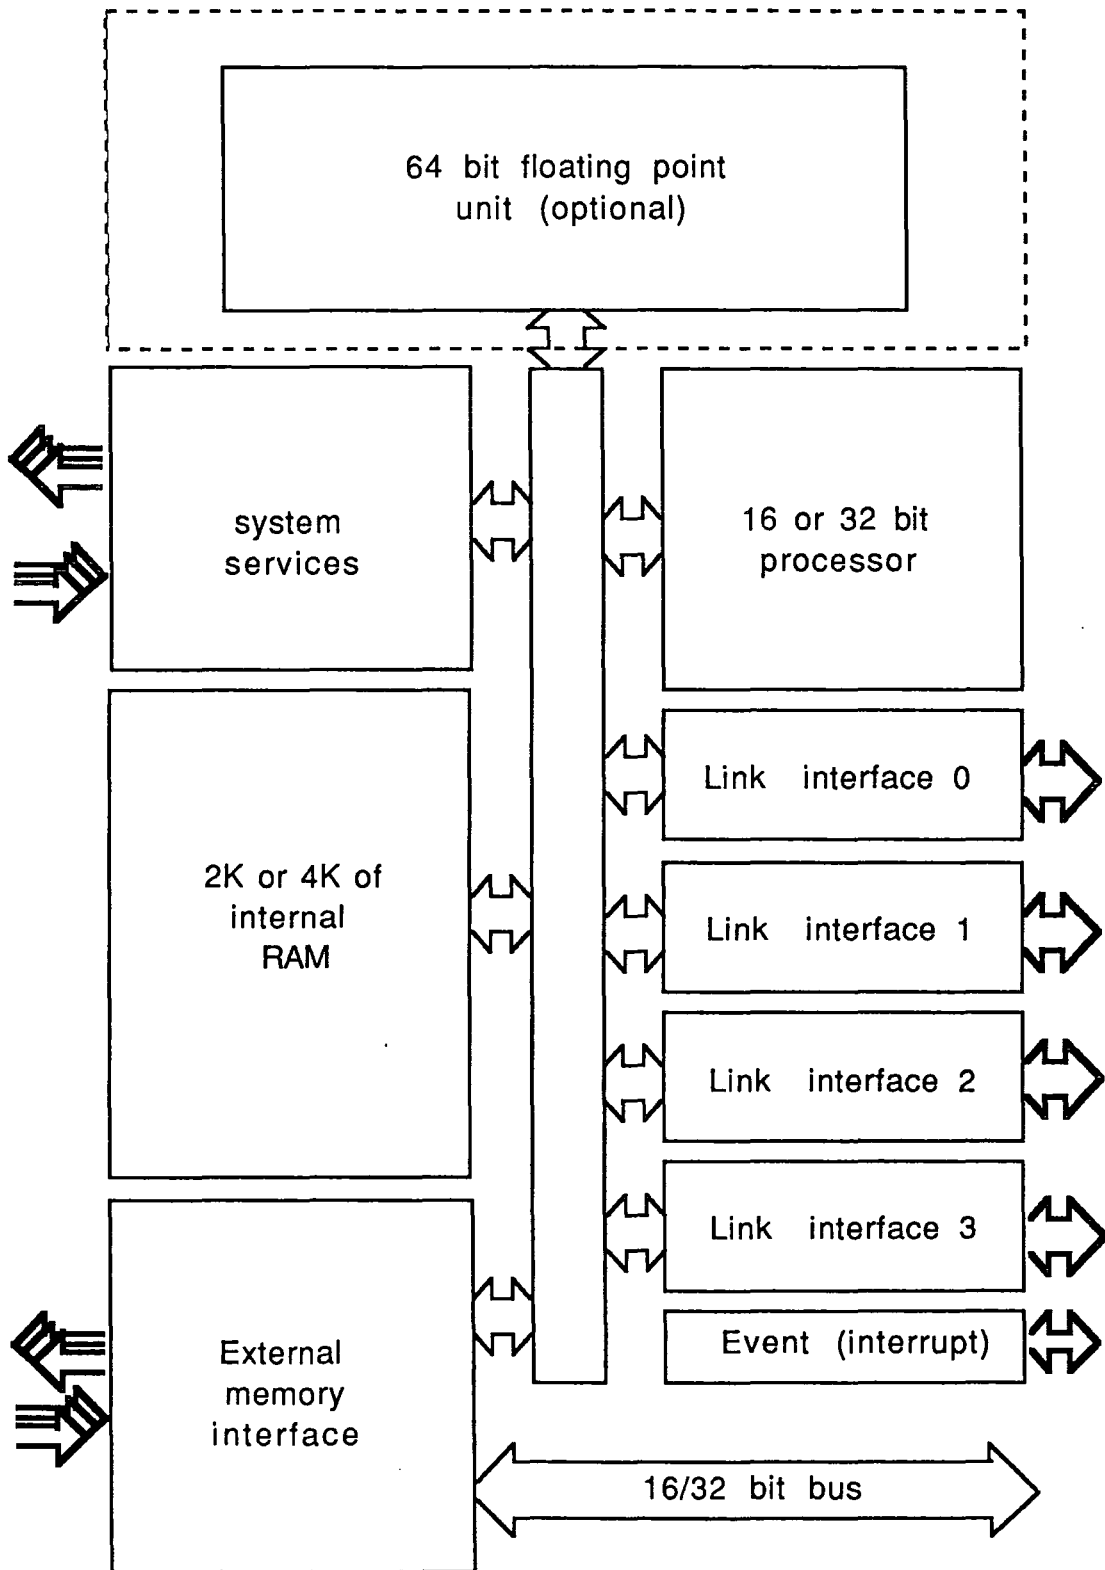 64 bit floating point
unit (optional)
system
services
16 or 32 bit
processor
Link interface 0
2K or 4K of
internal
RAM
Link interface 1
Link interface 2
Link interface 3
Event (interrupt)
External
memory
interface
16/32 bit bus